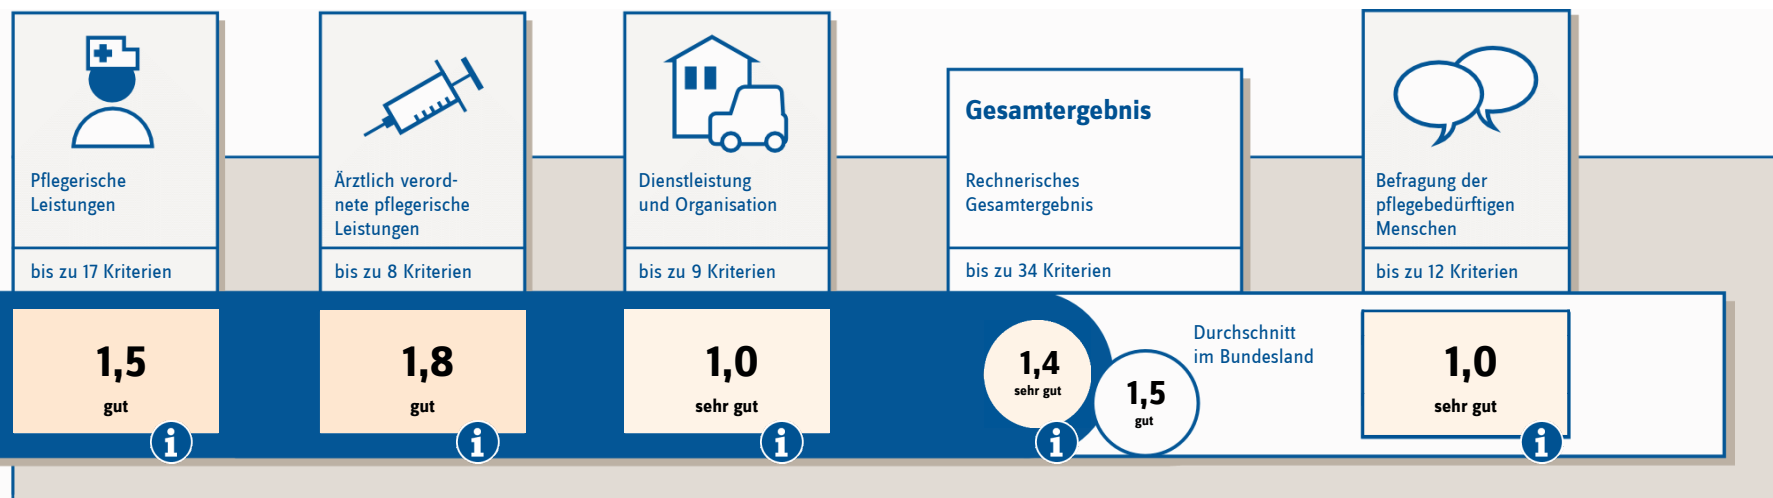 Pflegerische
Leistungen
bis zu 17 Kriterien
1,5
gut
i
Ärztlich verord-
nete pflegerische
Leistungen
bis zu 8 Kriterien
1,8
gut
i
Dienstleistung
und Organisation
bis zu 9 Kriterien
1,0
sehr gut
i
Gesamtergebnis
Rechnerisches
Gesamtergebnis
bis zu 34 Kriterien
1,4
sehr gut
i
1,5
gut
Durchschnitt
im Bundesland
Befragung der
pflegebedürftigen
Menschen
bis zu 12 Kriterien
1,0
sehr gut
i